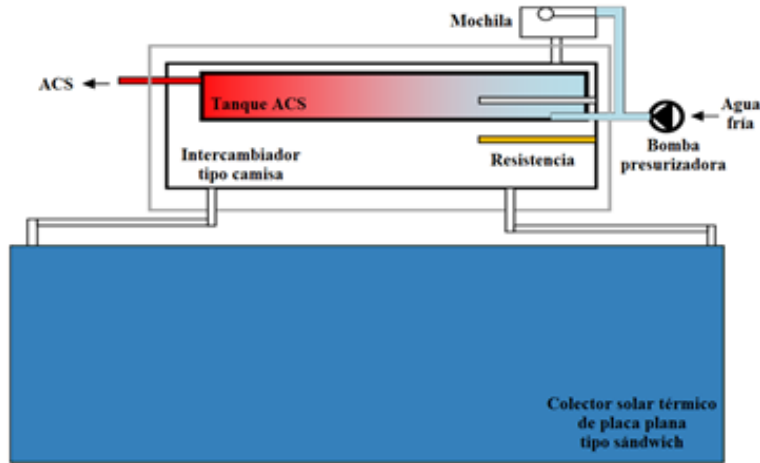 Mochila
ACS
Tanque ACS
Agua
fría
Bomba
presurizadora
Intercambiador
tipo camisa
Resistencia
Colector solar térmico
de placa plana
tipo sándwich